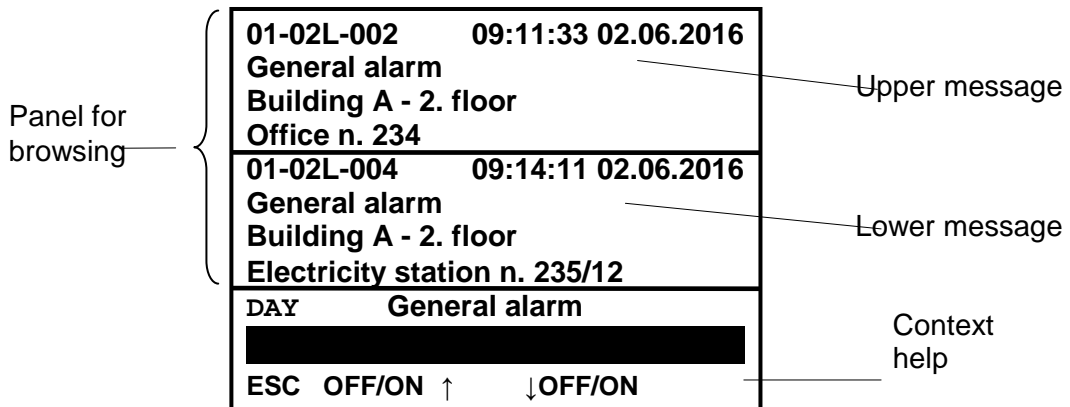 01-02L-002 09:11:33 02.06.2016
General alarm
Building A - 2. floor
Office n. 234
01-02L-004 09:14:11 02.06.2016
General alarm
Building A - 2. floor
Electricity station n. 235/12
DAY General alarm
ESC OFF/ON ↑ ↓OFF/ON
Panel for
browsing
Upper message
Lower message
Context
help